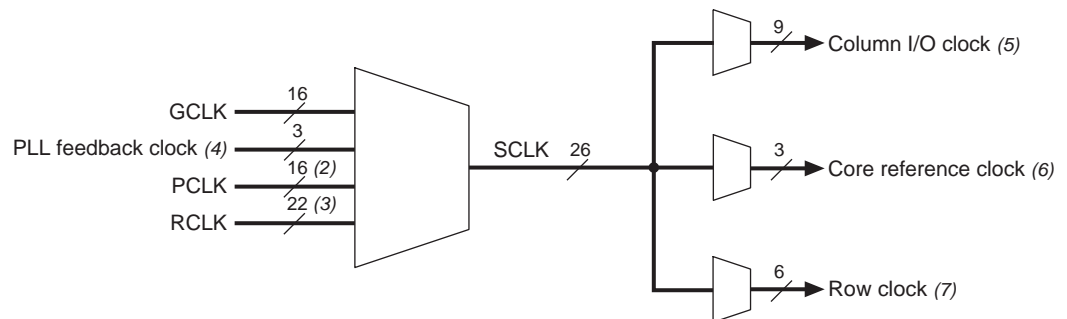 9
Column I/O clock (5)
16
GCLK
3
PLL feedback clock (4)
SCLK 26
3
Core reference clock (6)
16 (2)
PCLK
22 (3)
RCLK
6
Row clock (7)